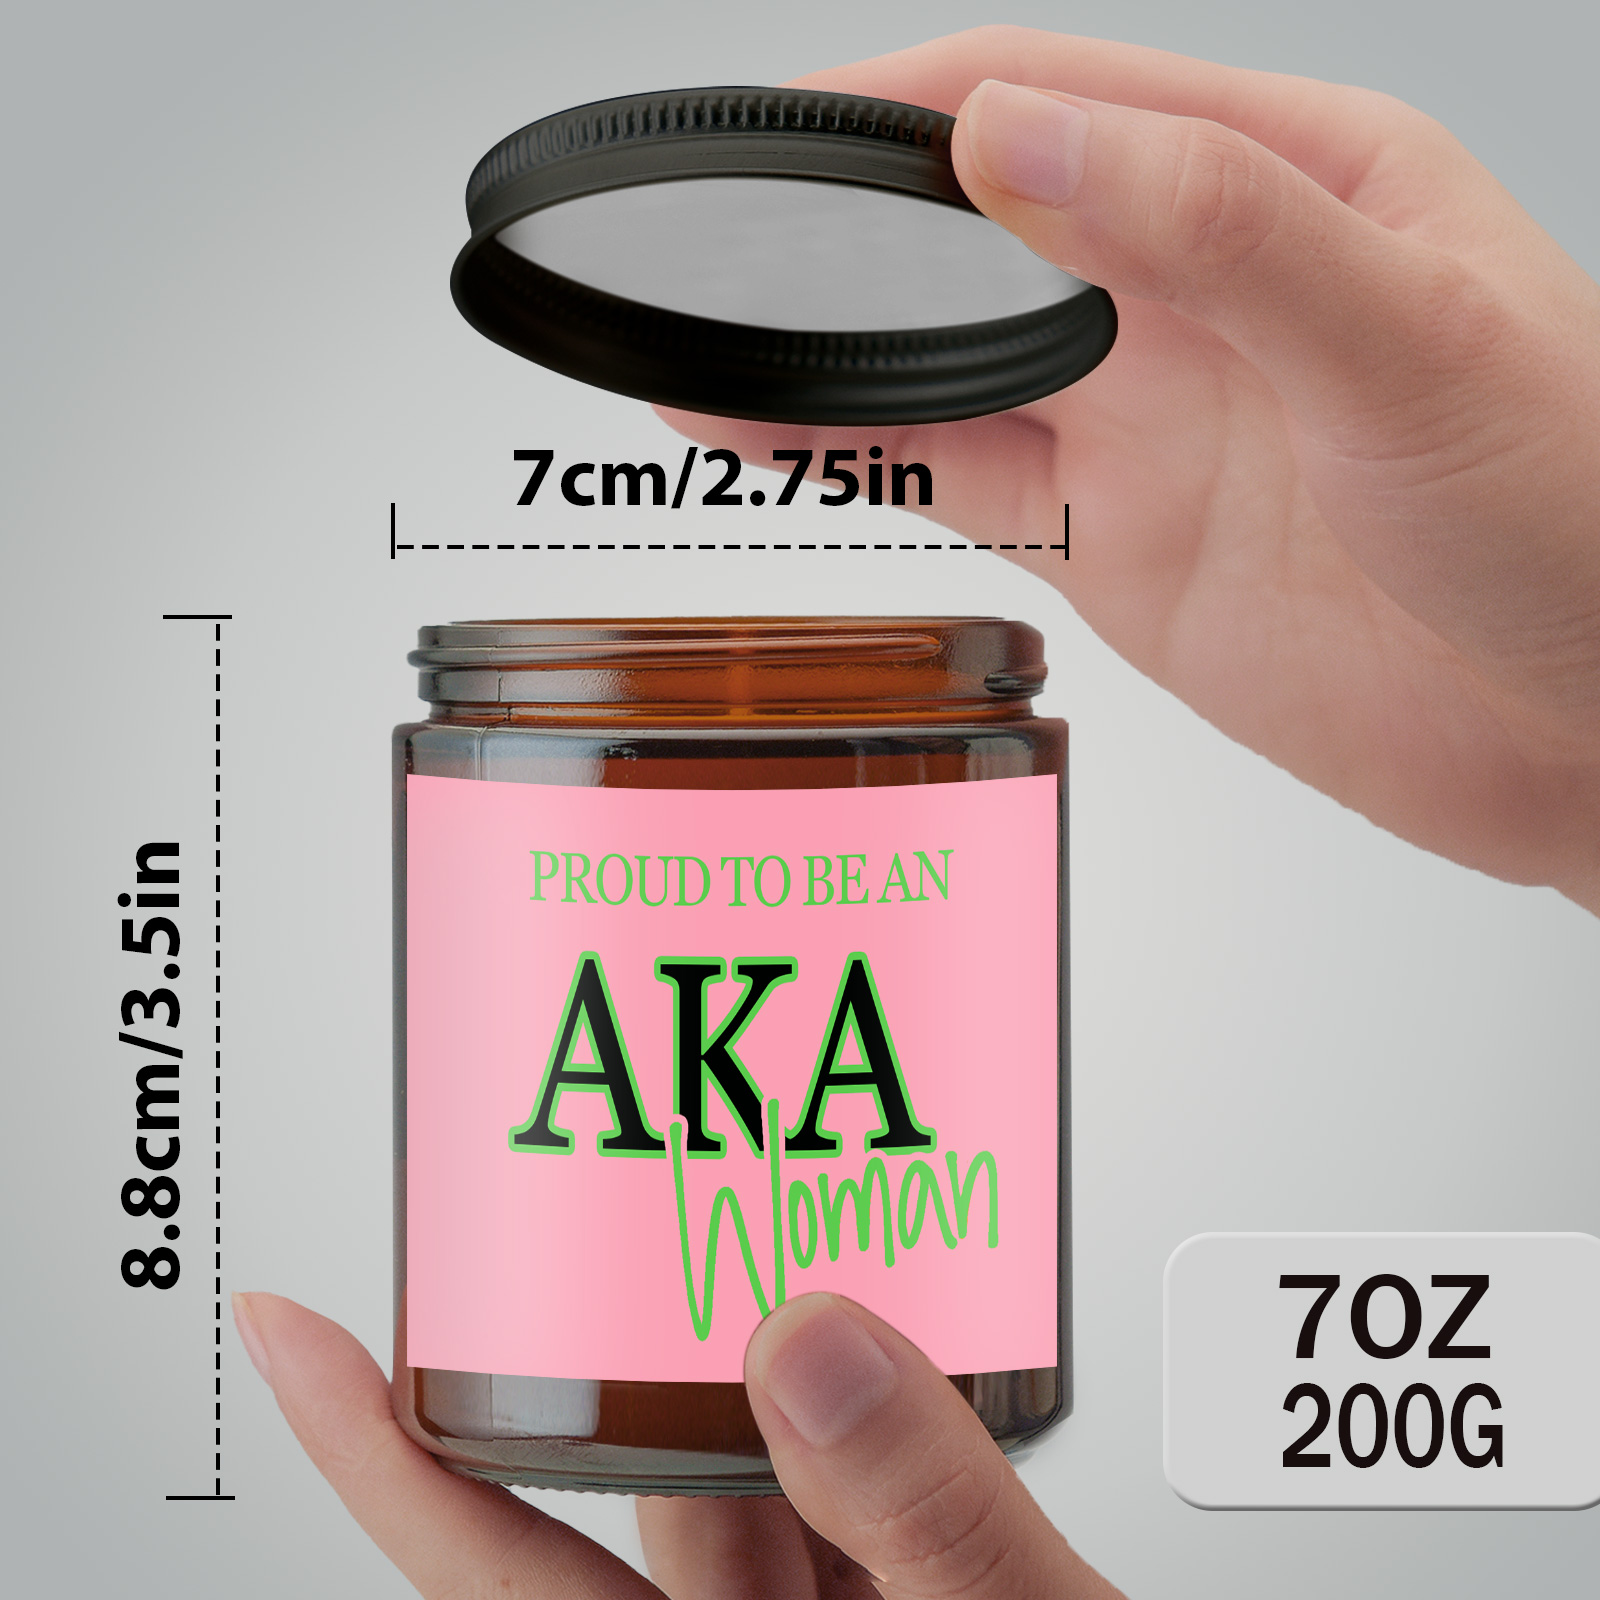 7cm/2.75in
8.8cm/3.5in
PROUD TO BE AN
AKA
Woman
7OZ
200G